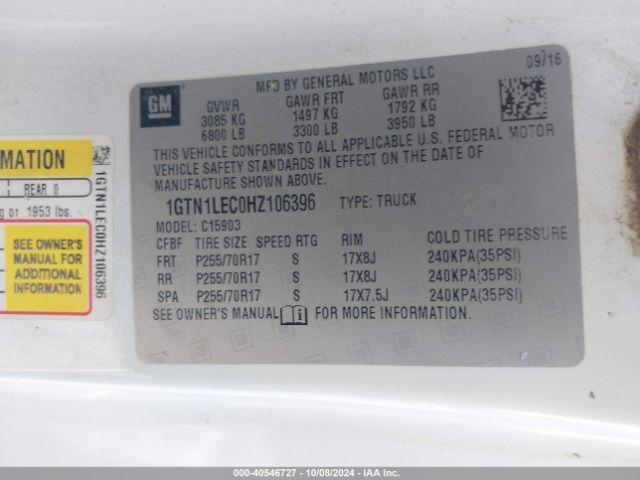 09/16
MFD BY GENERAL MOTORS LLC
GM
GVWR GAWR FRT GAWR RR
3085 KG 1497 KG 1792 KG
6800 LB 3300 LB 3950 LB
THIS VEHICLE CONFORMS TO ALL APPLICABLE U.S. FEDERAL MOTOR
VEHICLE SAFETY STANDARDS IN EFFECT ON THE DATE OF
MANUFACTURE SHOWN ABOVE.
1GTN1LEC0HZ106396 TYPE: TRUCK
MODEL: C15903
CFBF TIRE SIZE SPEED RTG RIM COLD TIRE PRESSURE
FRT P255/70R17 S 17X8J 240KPA(35PSI)
RR P255/70R17 S 17X8J 240KPA(35PSI)
SPA P255/70R17 S 17X7.5J 240KPA(35PSI)
SEE OWNER'S MANUAL FOR MORE INFORMATION.
RMATION
REAR 0
g or 1953 lbs.
SEE OWNER'S
MANUAL FOR
ADDITIONAL
INFORMATION
1GTN1LEC0HZ106396
000-40546727 - 10/08/2024 - IAA Inc.